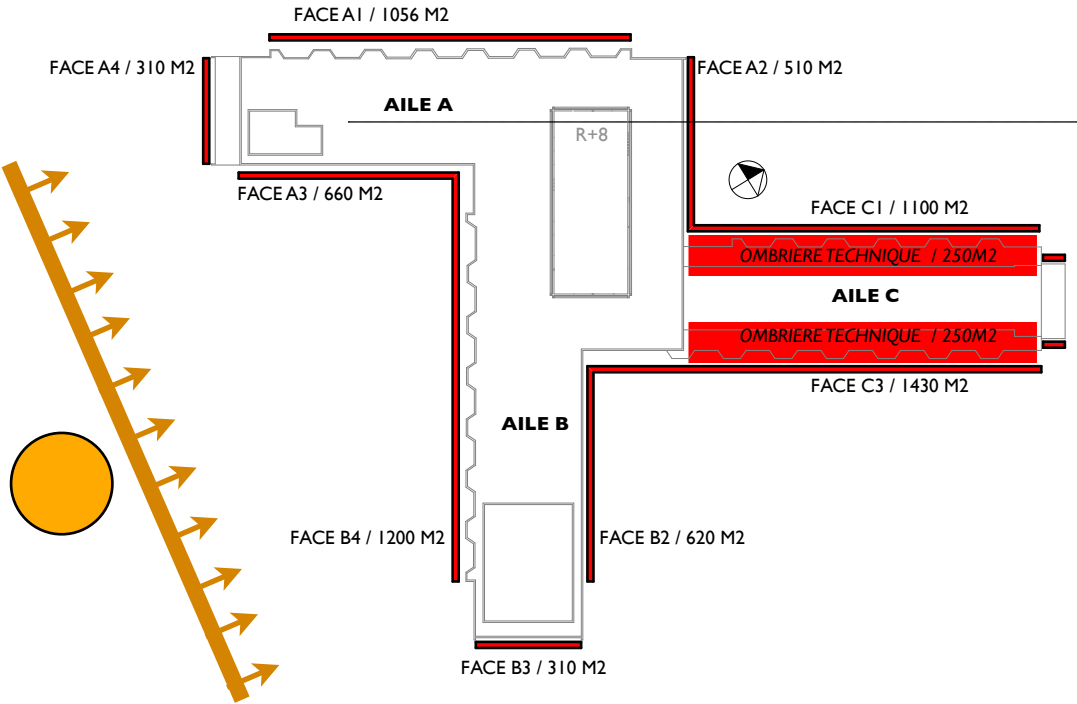 FACE A1 / 1056 M2
FACE A4 / 310 M2
FACE A2 / 510 M2
AILE A
R+8
FACE A3 / 660 M2
FACE C1 / 1100 M2
OMBRIERE TECHNIQUE / 250M2
AILE C
OMBRIERE TECHNIQUE / 250M2
FACE C3 / 1430 M2
AILE B
FACE B4 / 1200 M2
FACE B2 / 620 M2
FACE B3 / 310 M2